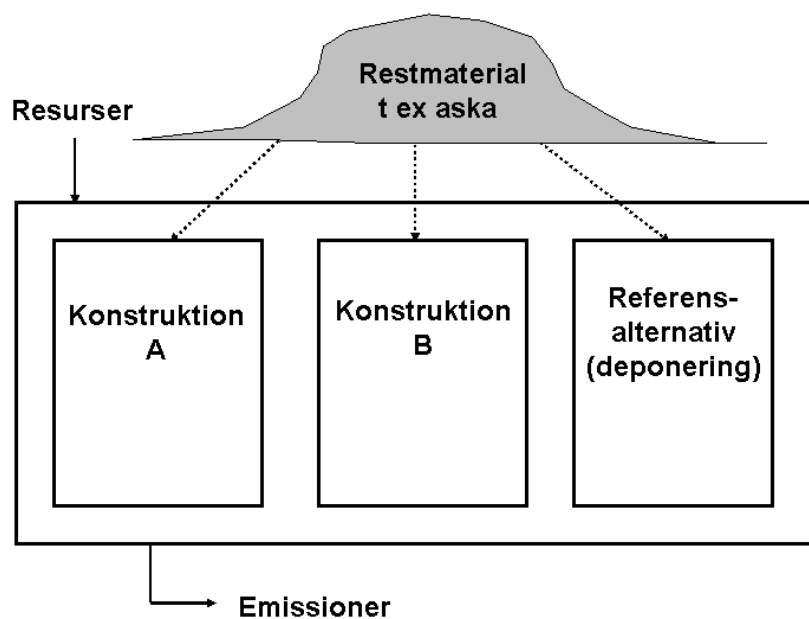 Restmaterial
t ex aska
Resurser
Konstruktion
A
Konstruktion
B
Referens-
alternativ
(deponering)
Emissioner